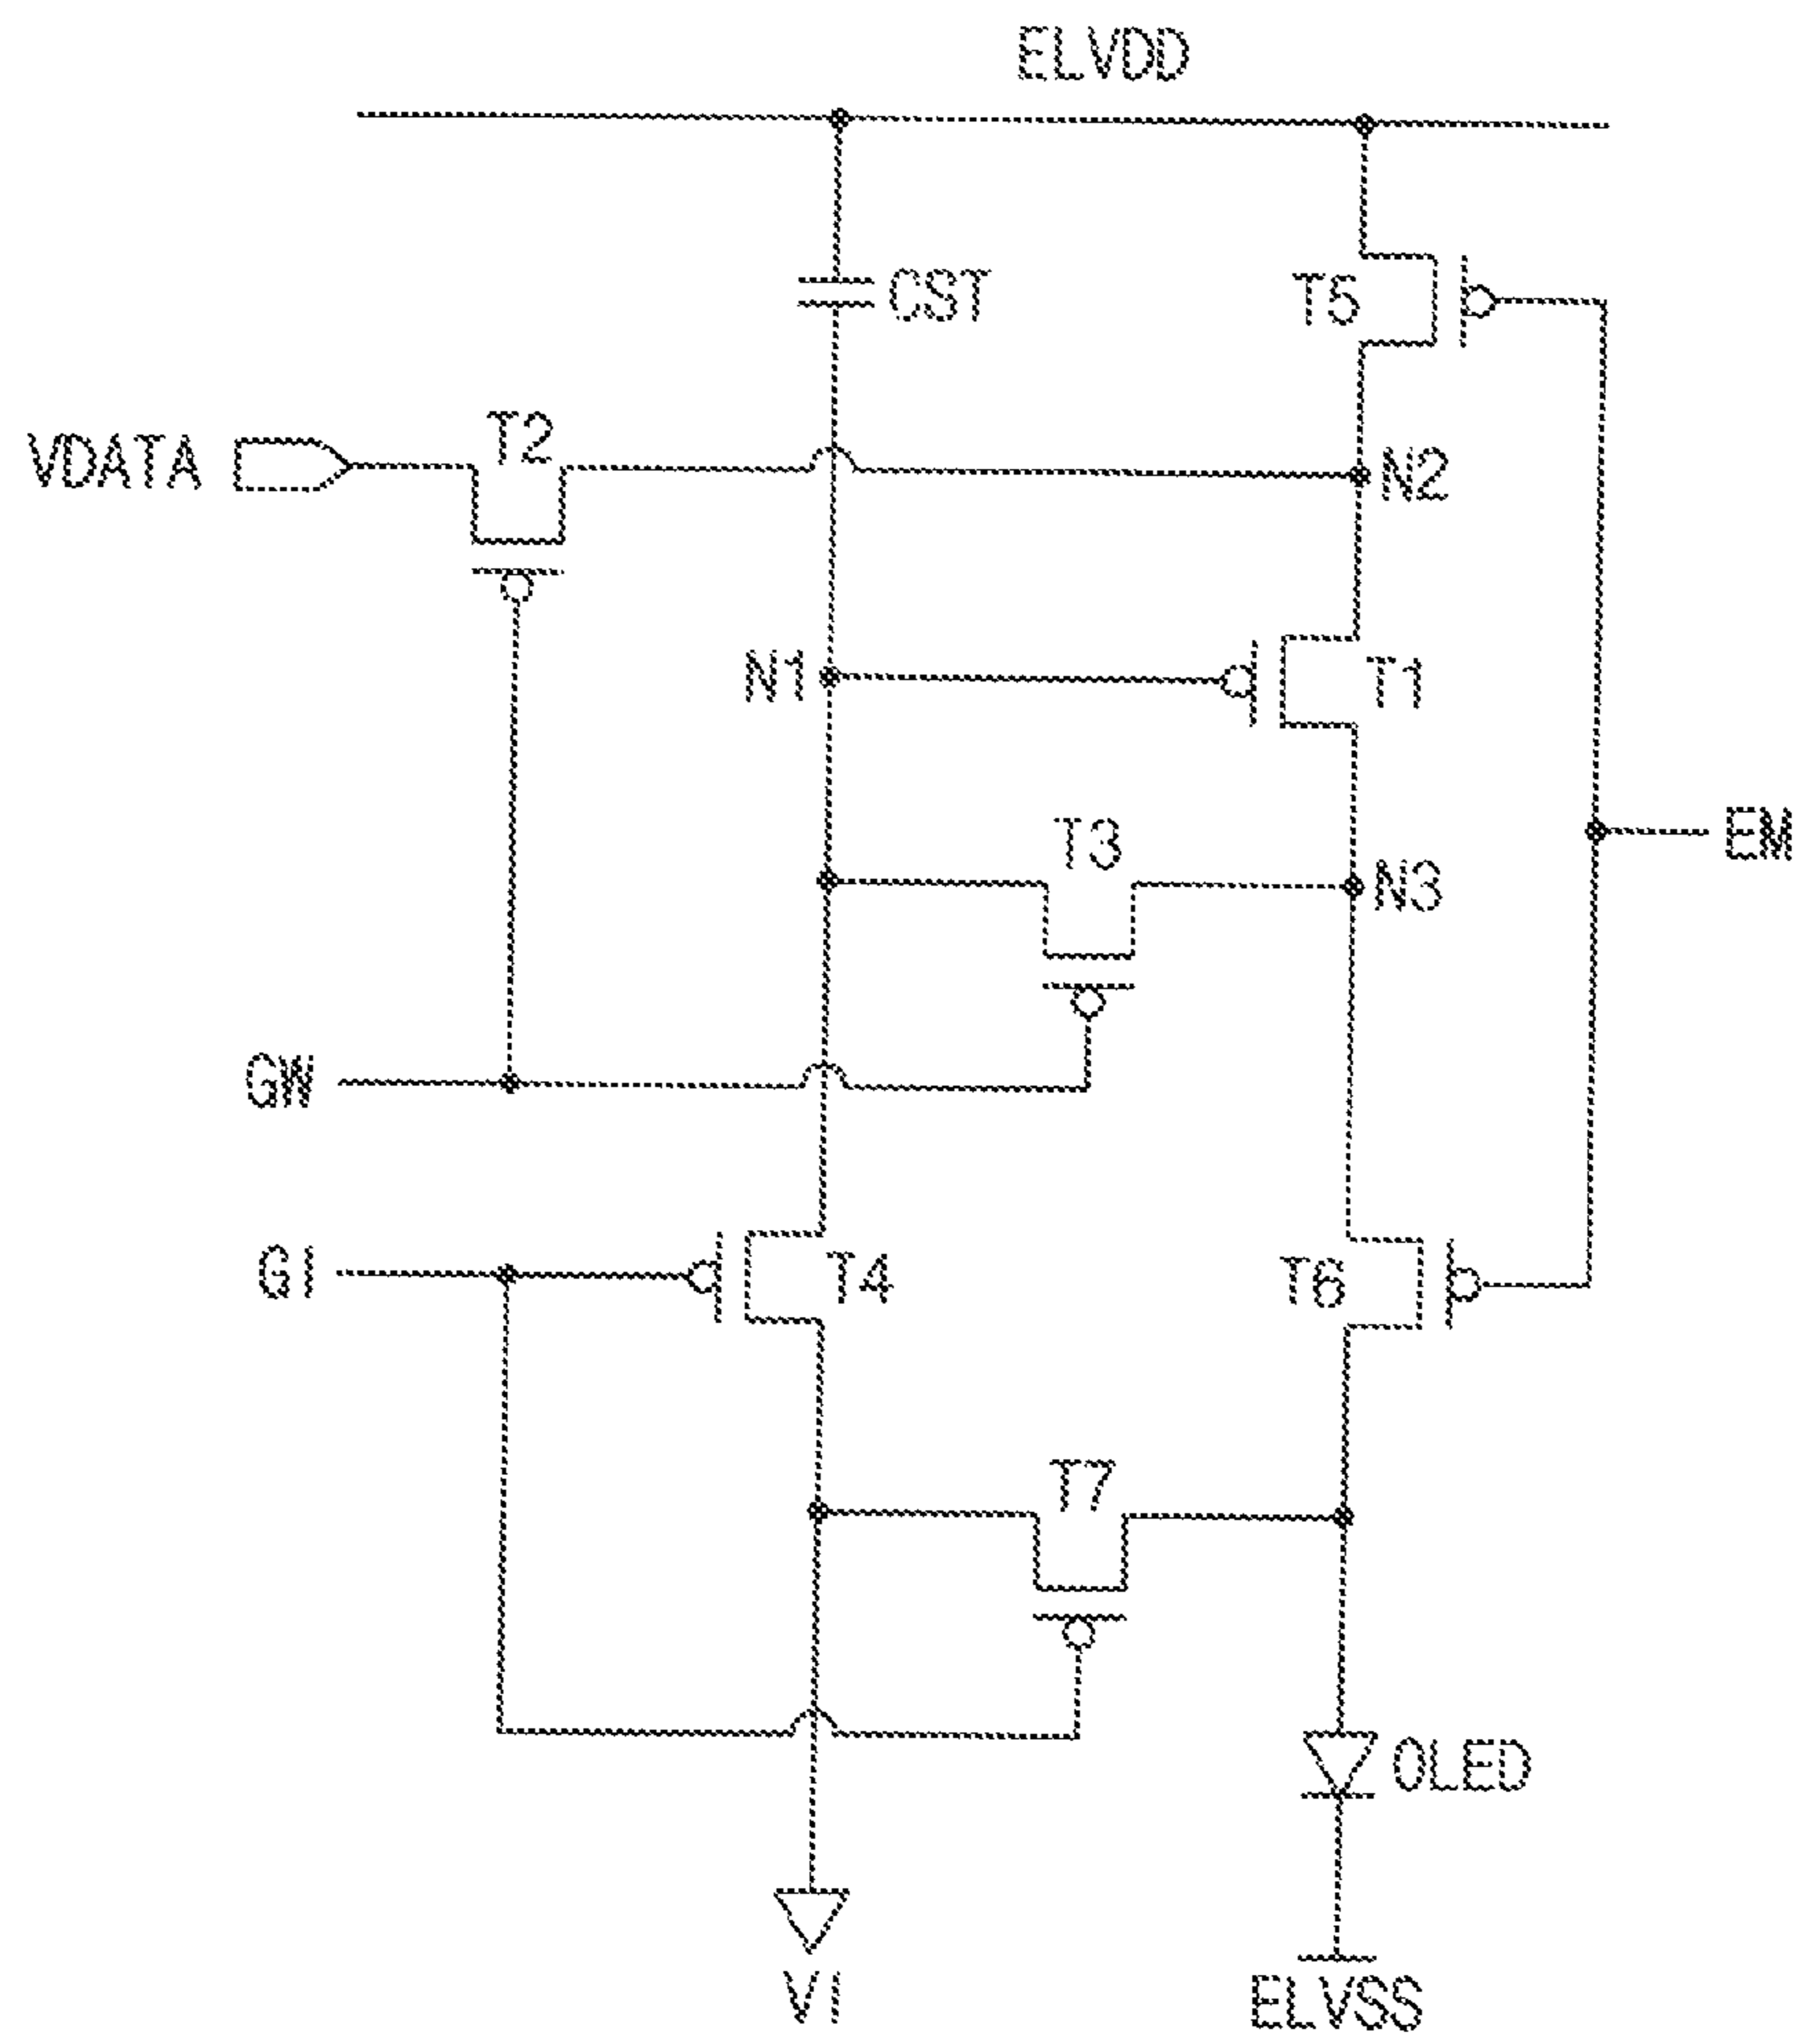 ELVDD
CST
T5
VDATA
T2
N2
N1
T1
T3
EM
N3
GW
GI
T4
T6
T7
OLED
VI
ELVSS